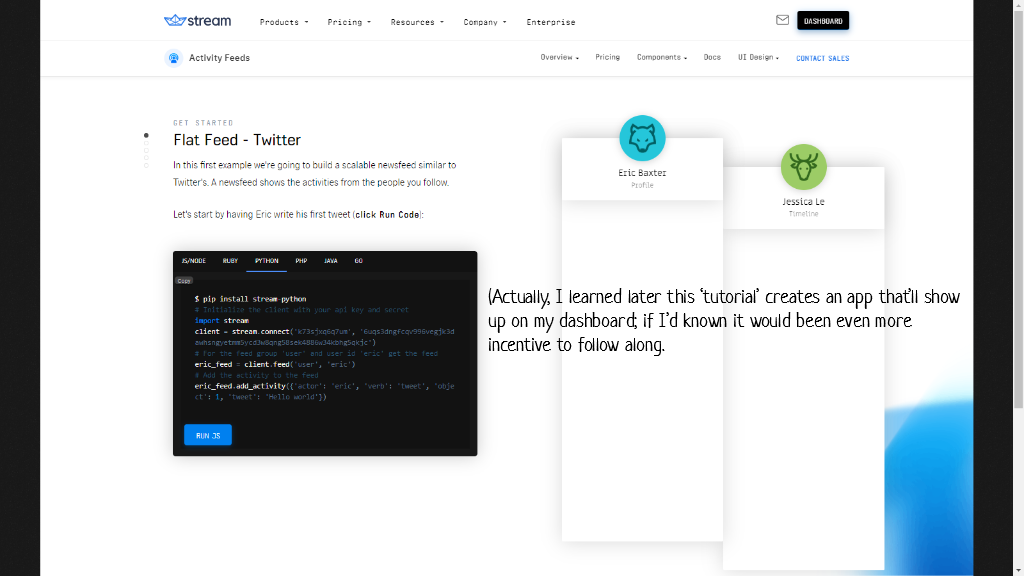 stream
Products
Pricing
Resources
Company
Enterprise
DASHBOARD
Activity Feeds
Overview
Pricing
Components
Docs
UI Design
CONTACT SALES
GET STARTED
Flat Feed - Twitter
In this first example we're going to build a scalable newsfeed similar to
Twitter's. A newsfeed shows the activities from the people you follow.
Let's start by having Eric write his first tweet (click Run Code):
JS/NODE RUBY PYTHON PHP JAVA GO
Copy
$ pip install stream-python
# Initialize the client with your api key and secret
import stream
client = stream.connect(
# For the feed group 'user' and user id 'eric' get the feed
eric_feed = client.feed('user', 'eric')
# Add the activity to the feed
eric_feed.add_activity({'actor': 'eric', 'verb': 'tweet', 'obje
ct': 1, 'tweet': 'Hello world'})
RUN JS
Eric Baxter
Profile
Jessica Le
Timeline
(Actually, I learned later this 'tutorial' creates an app that'll show
up on my dashboard; if I'd known it would been even more
incentive to follow along.